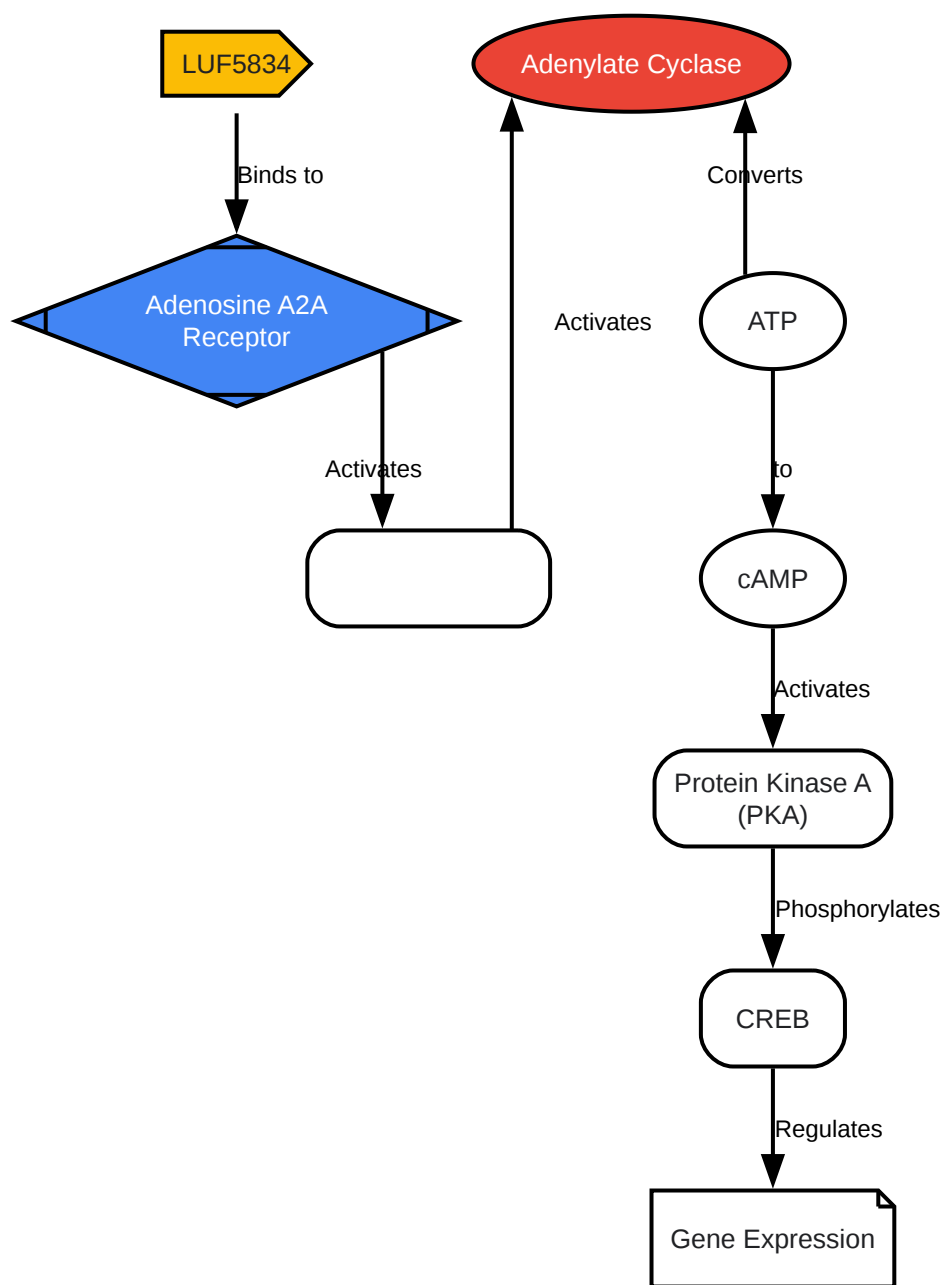 LUF5834
Adenylate Cyclase
Binds to
Converts
Adenosine A2A
Receptor
Activates
ATP
Activates
to
cAMP
Activates
Protein Kinase A
(PKA)
Phosphorylates
CREB
Regulates
Gene Expression